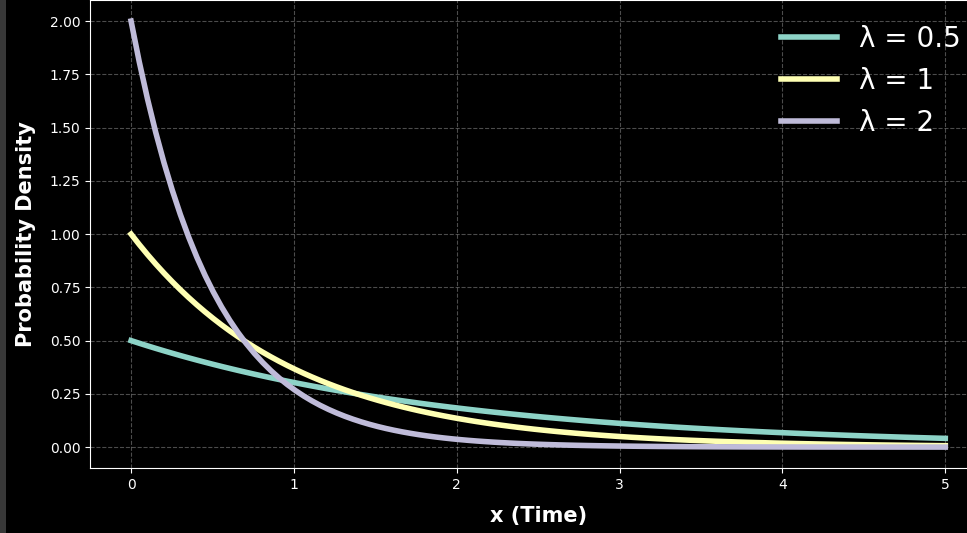 2.00
1.75
1.50
1.25
1.00
0.75
0.50
0.25
0.00
Probability Density
0 1 2 3 4 5
x (Time)
λ = 0.5
λ = 1
λ = 2